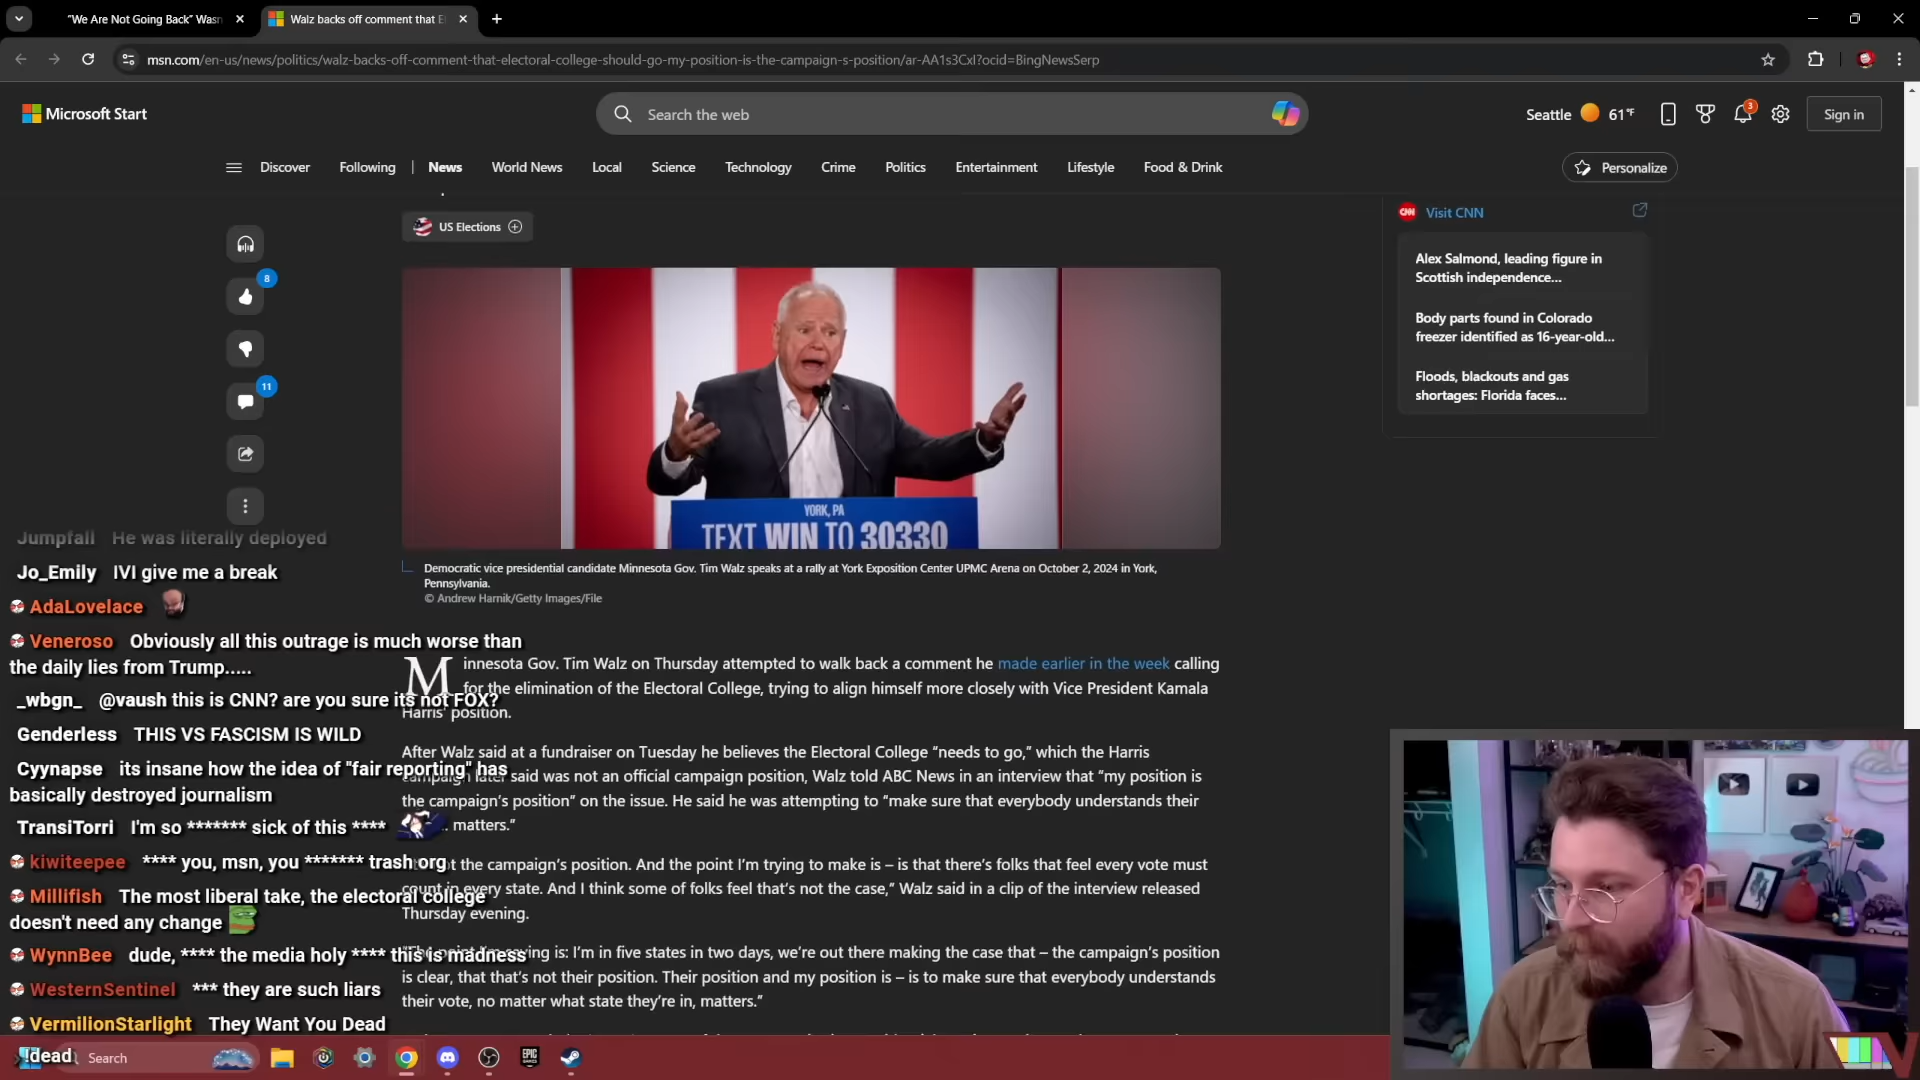 “We Are Not Going Back” Wasn
Walz backs off comment that E
msn.com/en-us/news/politics/walz-backs-off-comment-that-electoral-college-should-go-my-position-is-the-campaign-s-position/ar-AA1s3CxI?ocid=BingNewsSerp
Microsoft Start
Search the web
Seattle
61°F
3
Sign in
Discover
Following
News
World News
Local
Science
Technology
Crime
Politics
Entertainment
Lifestyle
Food & Drink
Personalize
US Elections
8
11
CNN
Visit CNN
Alex Salmond, leading figure in
Scottish independence...
Body parts found in Colorado
freezer identified as 16-year-old...
Floods, blackouts and gas
shortages: Florida faces...
YORK, PA
TEXT WIN TO 30330
Democratic vice presidential candidate Minnesota Gov. Tim Walz speaks at a rally at York Exposition Center UPMC Arena on October 2, 2024 in York,
Pennsylvania.
© Andrew Harnik/Getty Images/File
Minnesota Gov. Tim Walz on Thursday attempted to walk back a comment he made earlier in the week calling
for the elimination of the Electoral College, trying to align himself more closely with Vice President Kamala
Harris’ position.
After Walz said at a fundraiser on Tuesday he believes the Electoral College “needs to go,” which the Harris
campaign later said was not an official campaign position, Walz told ABC News in an interview that “my position is
the campaign’s position” on the issue. He said he was attempting to “make sure that everybody understands their
matters.”
the campaign’s position. And the point I’m trying to make is – is that there’s folks that feel every vote must
count in every state. And I think some of folks feel that’s not the case,” Walz said in a clip of the interview released
Thursday evening.
“The point I’m saying is: I’m in five states in two days, we’re out there making the case that – the campaign’s position
is clear, that that’s not their position. Their position and my position is – is to make sure that everybody understands
their vote, no matter what state they’re in, matters.”
Jumpfall He was literally deployed
Jo_Emily IVI give me a break
AdaLovelace
Veneroso Obviously all this outrage is much worse than
the daily lies from Trump.....
_wbgn_ @vaush this is CNN? are you sure its not FOX?
Genderless THIS VS FASCISM IS WILD
Cyynapse its insane how the idea of "fair reporting" has
basically destroyed journalism
TransiTorri I'm so ******* sick of this ****
kiwiteepee **** you, msn, you ******* trash org
Millifish The most liberal take, the electoral college
doesn't need any change
WynnBee dude, **** the media holy **** this is madness
WesternSentinel *** they are such liars
VermilionStarlight They Want You Dead
!dead
Search
EPIC
GAMES